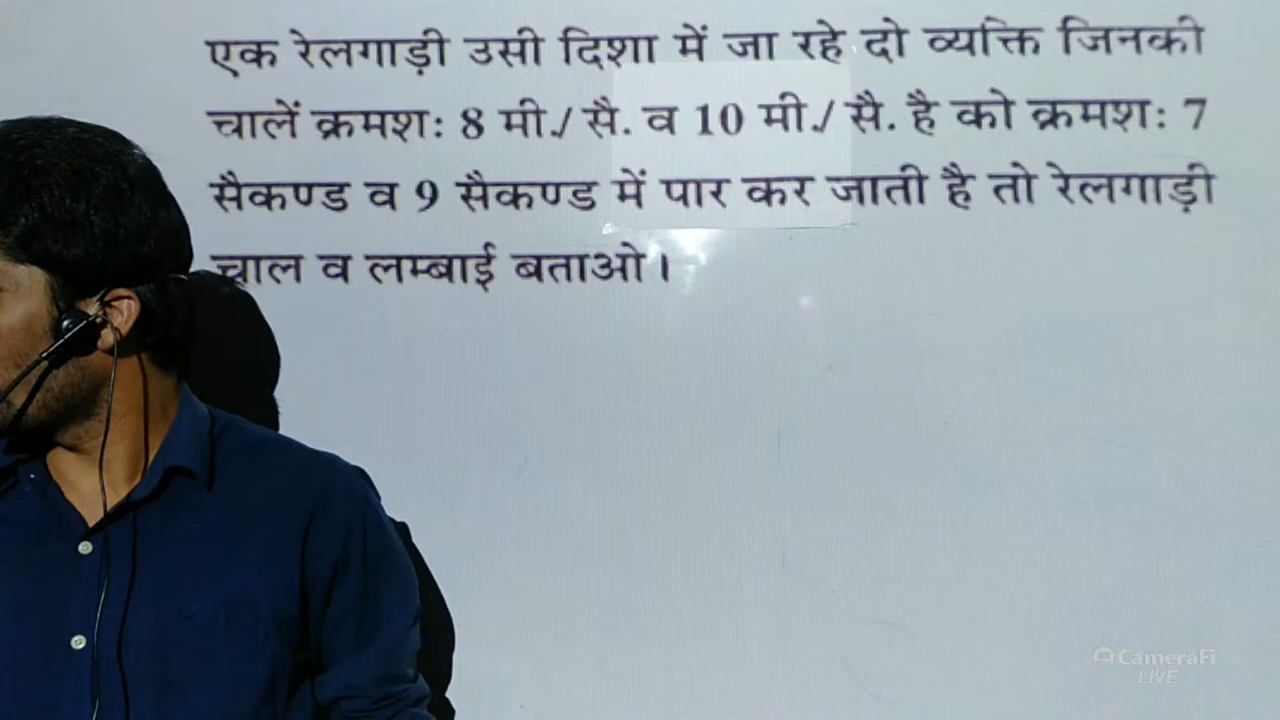 एक रेलगाड़ी उसी दिशा में जा रहे दो व्यक्ति जिनकी
चालें क्रमशः 8 मी./ सै. व 10 मी./ सै. है को क्रमशः 7
सैकण्ड व 9 सैकण्ड में पार कर जाती है तो रेलगाड़ी
चाल व लम्बाई बताओ।
CameraFi
LIVE